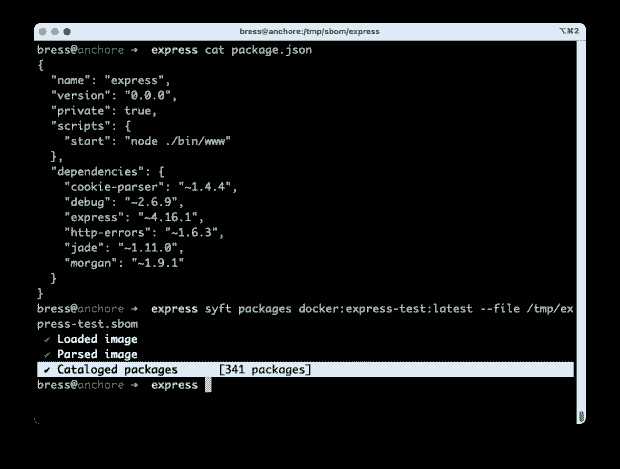 bress@anchore:/tmp/sbom/express ⌥⌘2
bress@anchore ➜ express cat package.json
{
  "name": "express",
  "version": "0.0.0",
  "private": true,
  "scripts": {
    "start": "node ./bin/www"
  },
  "dependencies": {
    "cookie-parser": "~1.4.4",
    "debug": "~2.6.9",
    "express": "~4.16.1",
    "http-errors": "~1.6.3",
    "jade": "~1.11.0",
    "morgan": "~1.9.1"
  }
}
bress@anchore ➜ express syft packages docker:express-test:latest --file /tmp/ex
press-test.sbom
✔ Loaded image
✔ Parsed image
✔ Cataloged packages [341 packages]
bress@anchore ➜ express